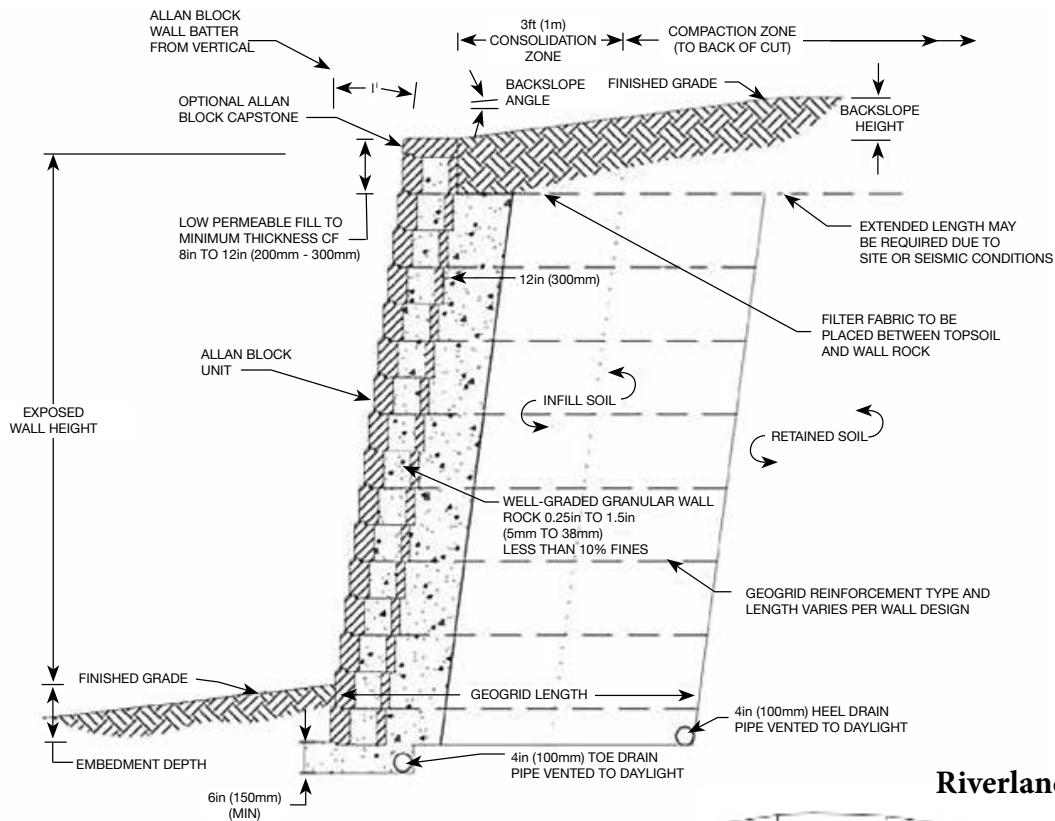 ALLAN BLOCK
WALL BATTER
FROM VERTICAL
3ft (1m)
CONSOLIDATION
ZONE
COMPACTION ZONE
(TO BACK OF CUT)
OPTIONAL ALLAN
BLOCK CAPSTONE
BACKSLOPE
ANGLE
FINISHED GRADE
BACKSLOPE
HEIGHT
LOW PERMEABLE FILL TO
MINIMUM THICKNESS CF
8in TO 12in (200mm - 300mm)
EXTENDED LENGTH MAY
BE REQUIRED DUE TO
SITE OR SEISMIC CONDITIONS
12in (300mm)
FILTER FABRIC TO BE
PLACED BETWEEN TOPSOIL
AND WALL ROCK
ALLAN BLOCK
UNIT
EXPOSED
WALL HEIGHT
INFILL SOIL
RETAINED SOIL
WELL-GRADED GRANULAR WALL
ROCK 0.25in TO 1.5in
(5mm TO 38mm)
LESS THAN 10% FINES
GEOGRID REINFORCEMENT TYPE AND
LENGTH VARIES PER WALL DESIGN
FINISHED GRADE
GEOGRID LENGTH
4in (100mm) HEEL DRAIN
PIPE VENTED TO DAYLIGHT
EMBEDMENT DEPTH
4in (100mm) TOE DRAIN
PIPE VENTED TO DAYLIGHT
6in (150mm)
(MIN)